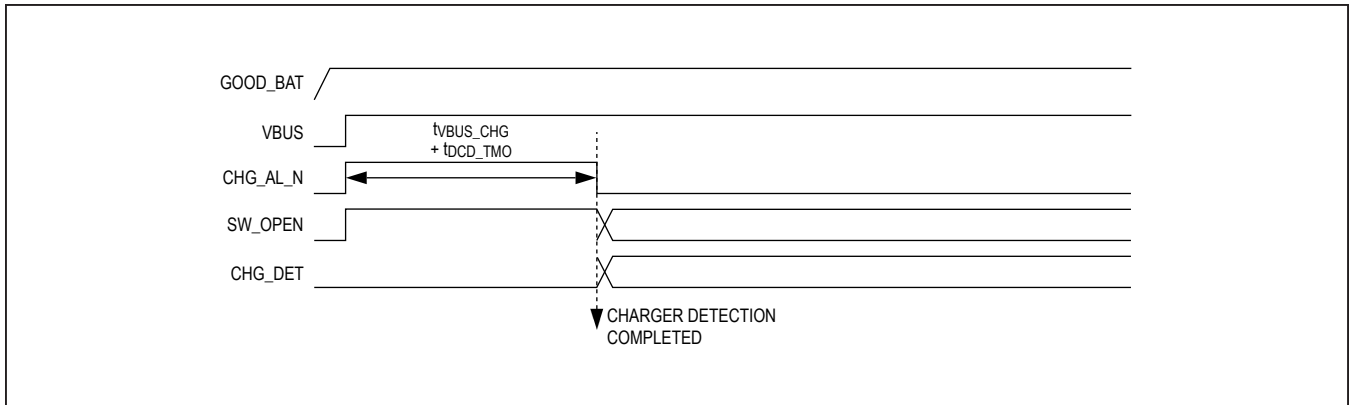 GOOD_BAT
VBUS
tVBUS_CHG
+ tDCD_TMO
CHG_AL_N
SW_OPEN
CHG_DET
CHARGER DETECTION
COMPLETED